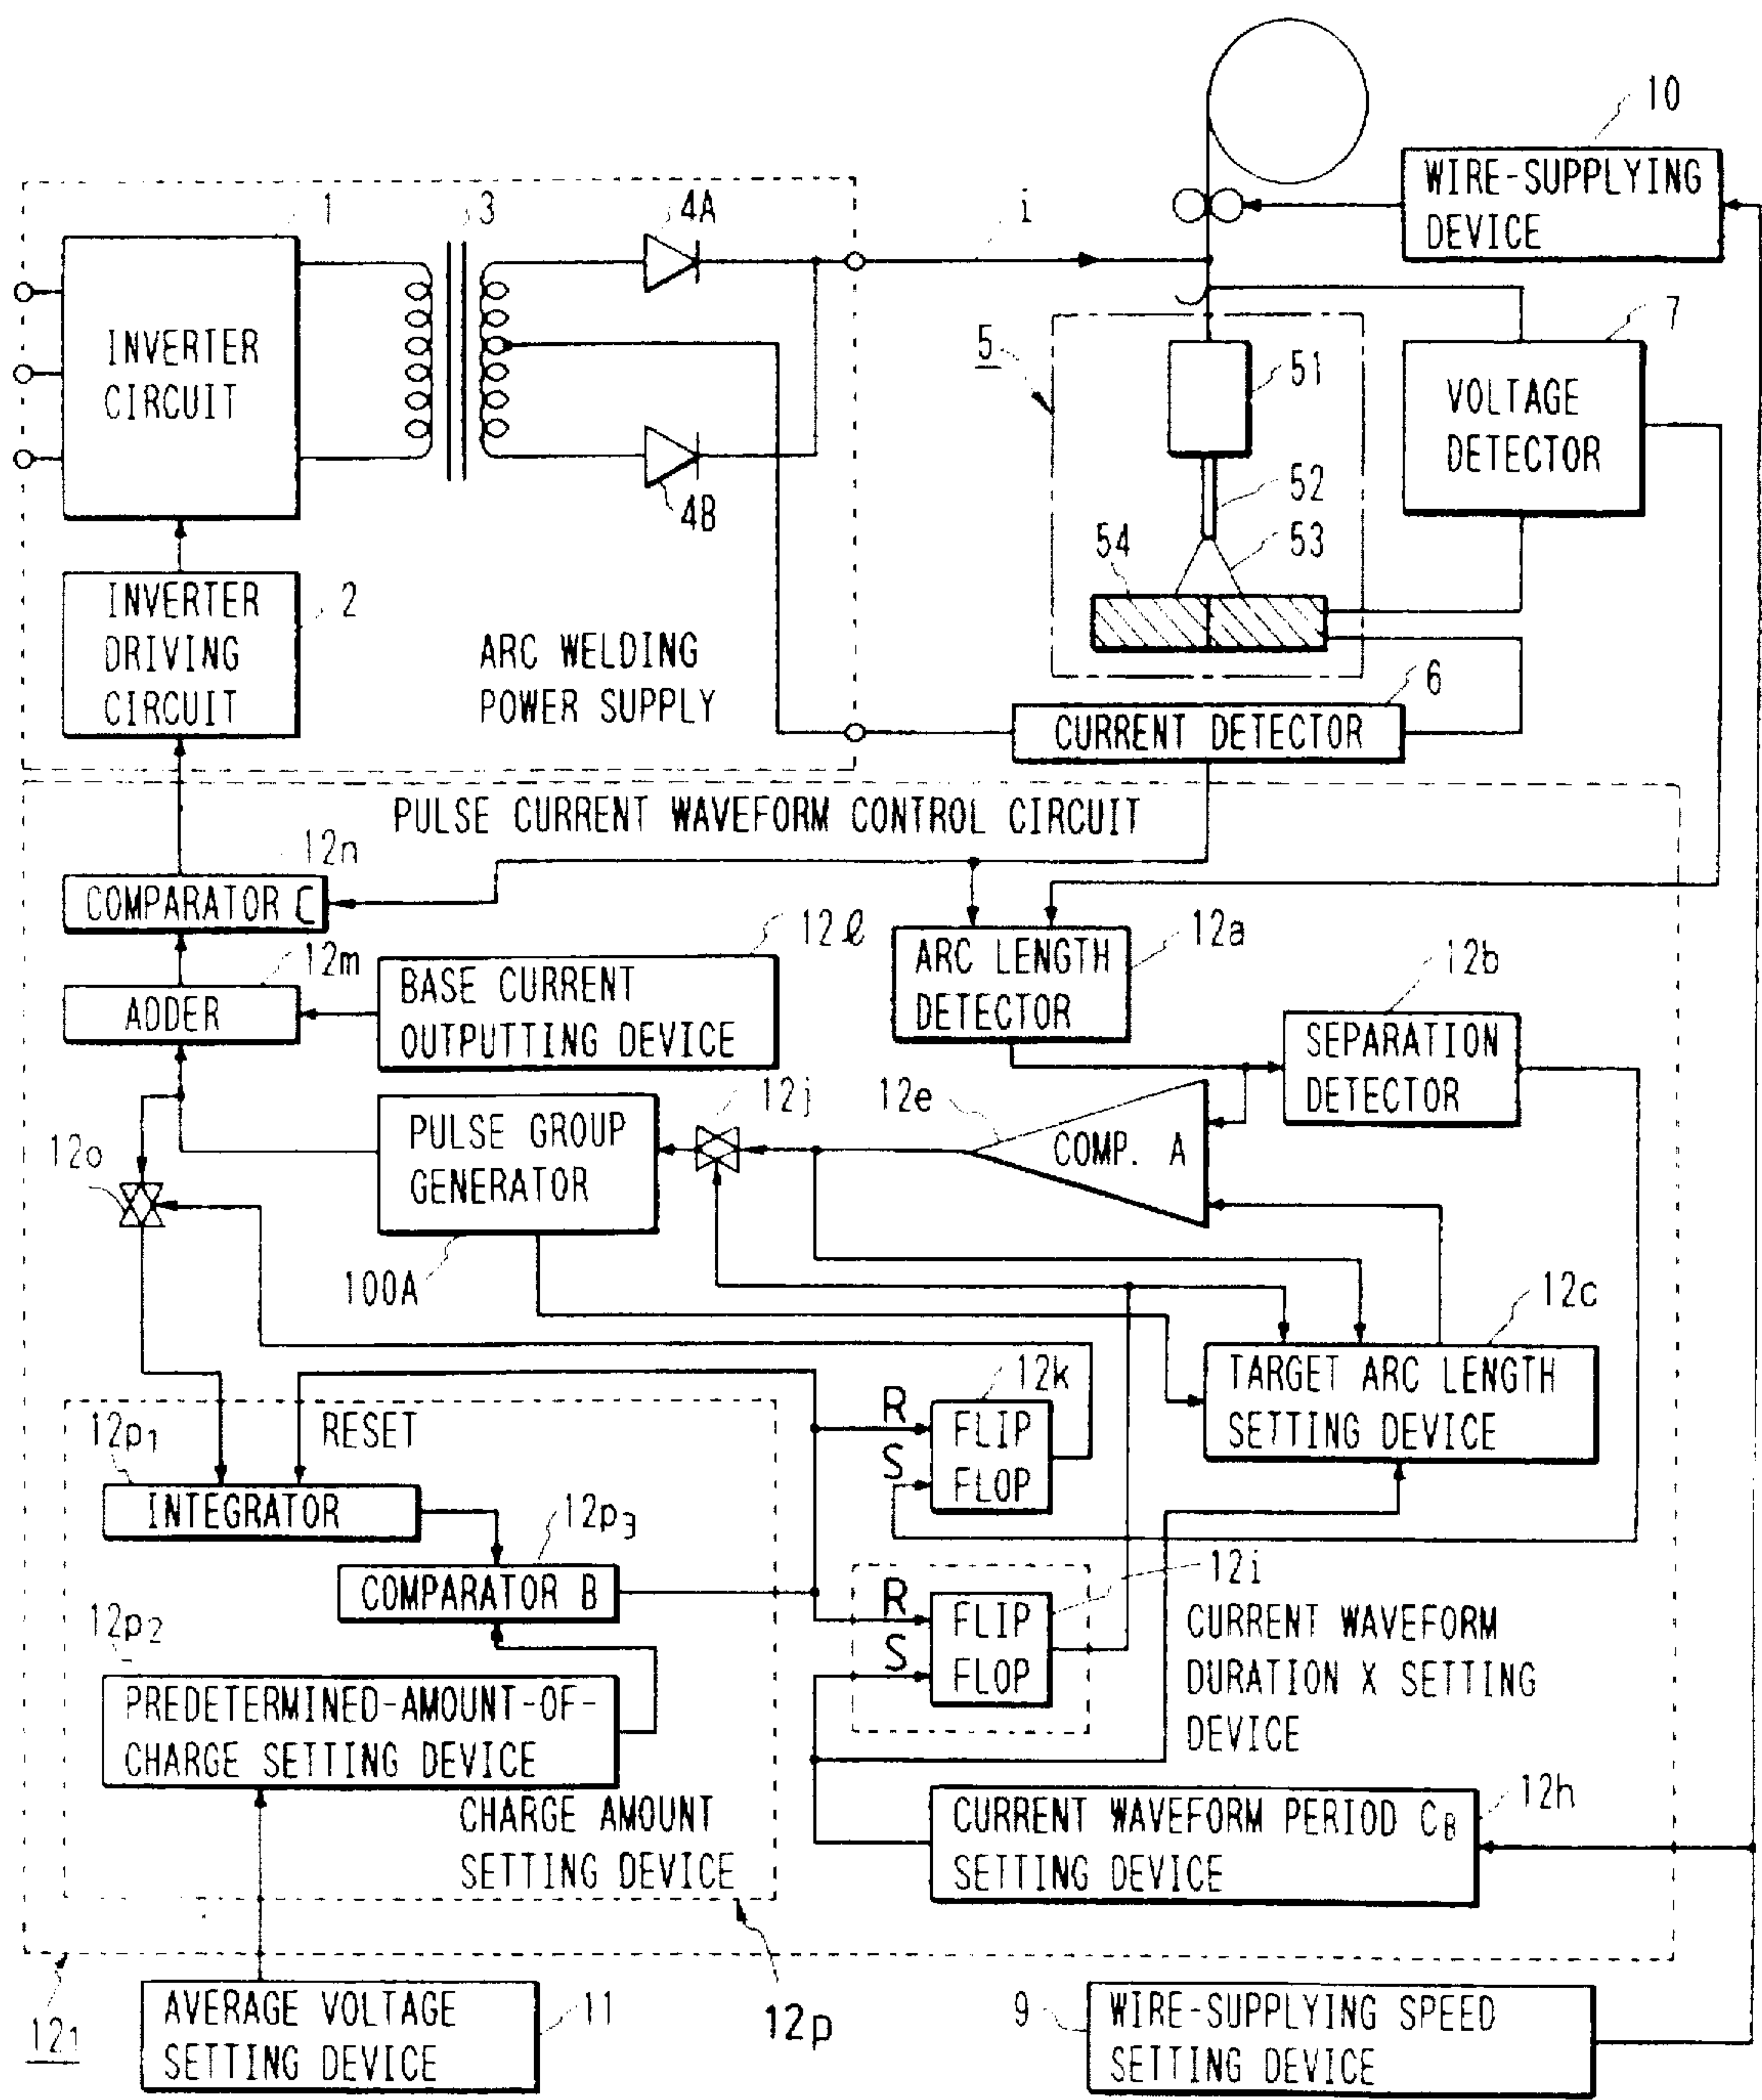 10
WIRE-SUPPLYING
DEVICE
1
3
4A
i
INVERTER
CIRCUIT
4B
5
51
52
53
54
7
VOLTAGE
DETECTOR
INVERTER
DRIVING
CIRCUIT
2
ARC WELDING
POWER SUPPLY
6
CURRENT DETECTOR
PULSE CURRENT WAVEFORM CONTROL CIRCUIT
12n
COMPARATOR C
12m
ADDER
12ℓ
BASE CURRENT
OUTPUTTING DEVICE
12a
ARC LENGTH
DETECTOR
12b
SEPARATION
DETECTOR
12j
12e
COMP. A
PULSE GROUP
GENERATOR
12o
100A
12c
TARGET ARC LENGTH
SETTING DEVICE
RESET
12p1
INTEGRATOR
12k
R
S
FLIP
FLOP
12p3
COMPARATOR B
12i
R
S
FLIP
FLOP
CURRENT WAVEFORM
DURATION X SETTING
DEVICE
12p2
PREDETERMINED-AMOUNT-OF-
CHARGE SETTING DEVICE
CHARGE AMOUNT
SETTING DEVICE
12h
CURRENT WAVEFORM PERIOD CB
SETTING DEVICE
12p
121
AVERAGE VOLTAGE
SETTING DEVICE
11
9
WIRE-SUPPLYING SPEED
SETTING DEVICE